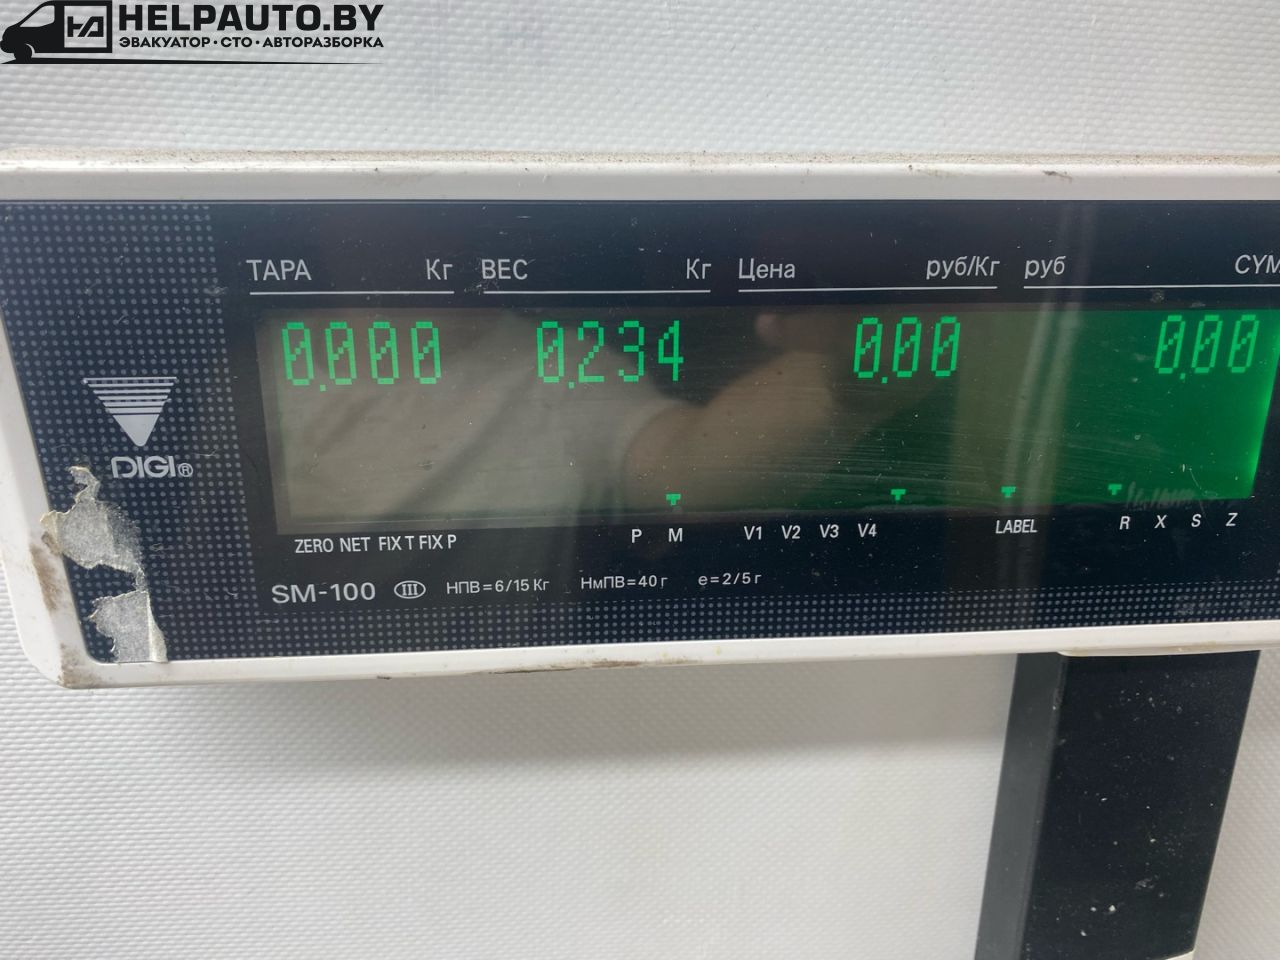 HELPAUTO.BY
ЭВАКУАТОР·СТО·АВТОРАЗБОРКА
ТАРА Кг ВЕС Кг Цена руб/Кг руб СУМ
0.000 0.234 0.00 0.00
DIGI®
ZERO NET FIX T FIX P P M V1 V2 V3 V4 LABEL R X S Z
SM-100 III НПВ=6/15 Кг НмПВ=40 г e=2/5 г